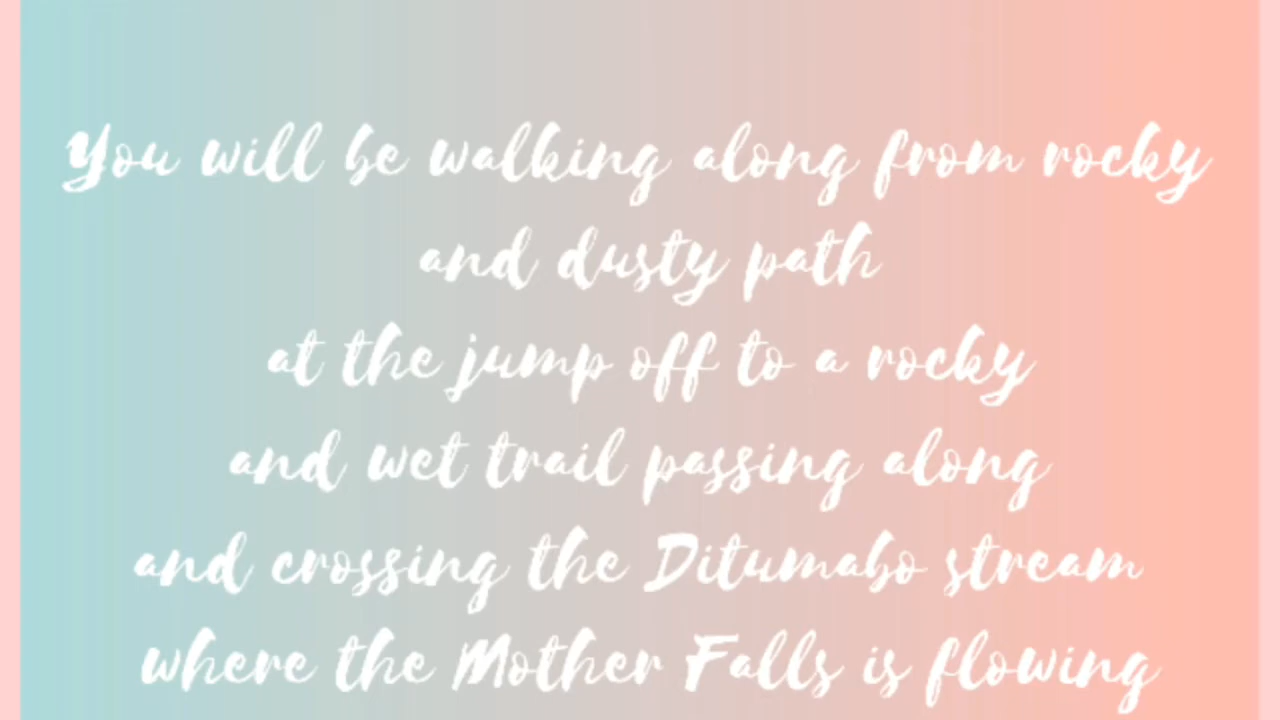 You will be walking along from rocky
and dusty path
at the jump off to a rocky
and wet trail passing along
and crossing the Ditumabo stream
where the Mother Falls is flowing